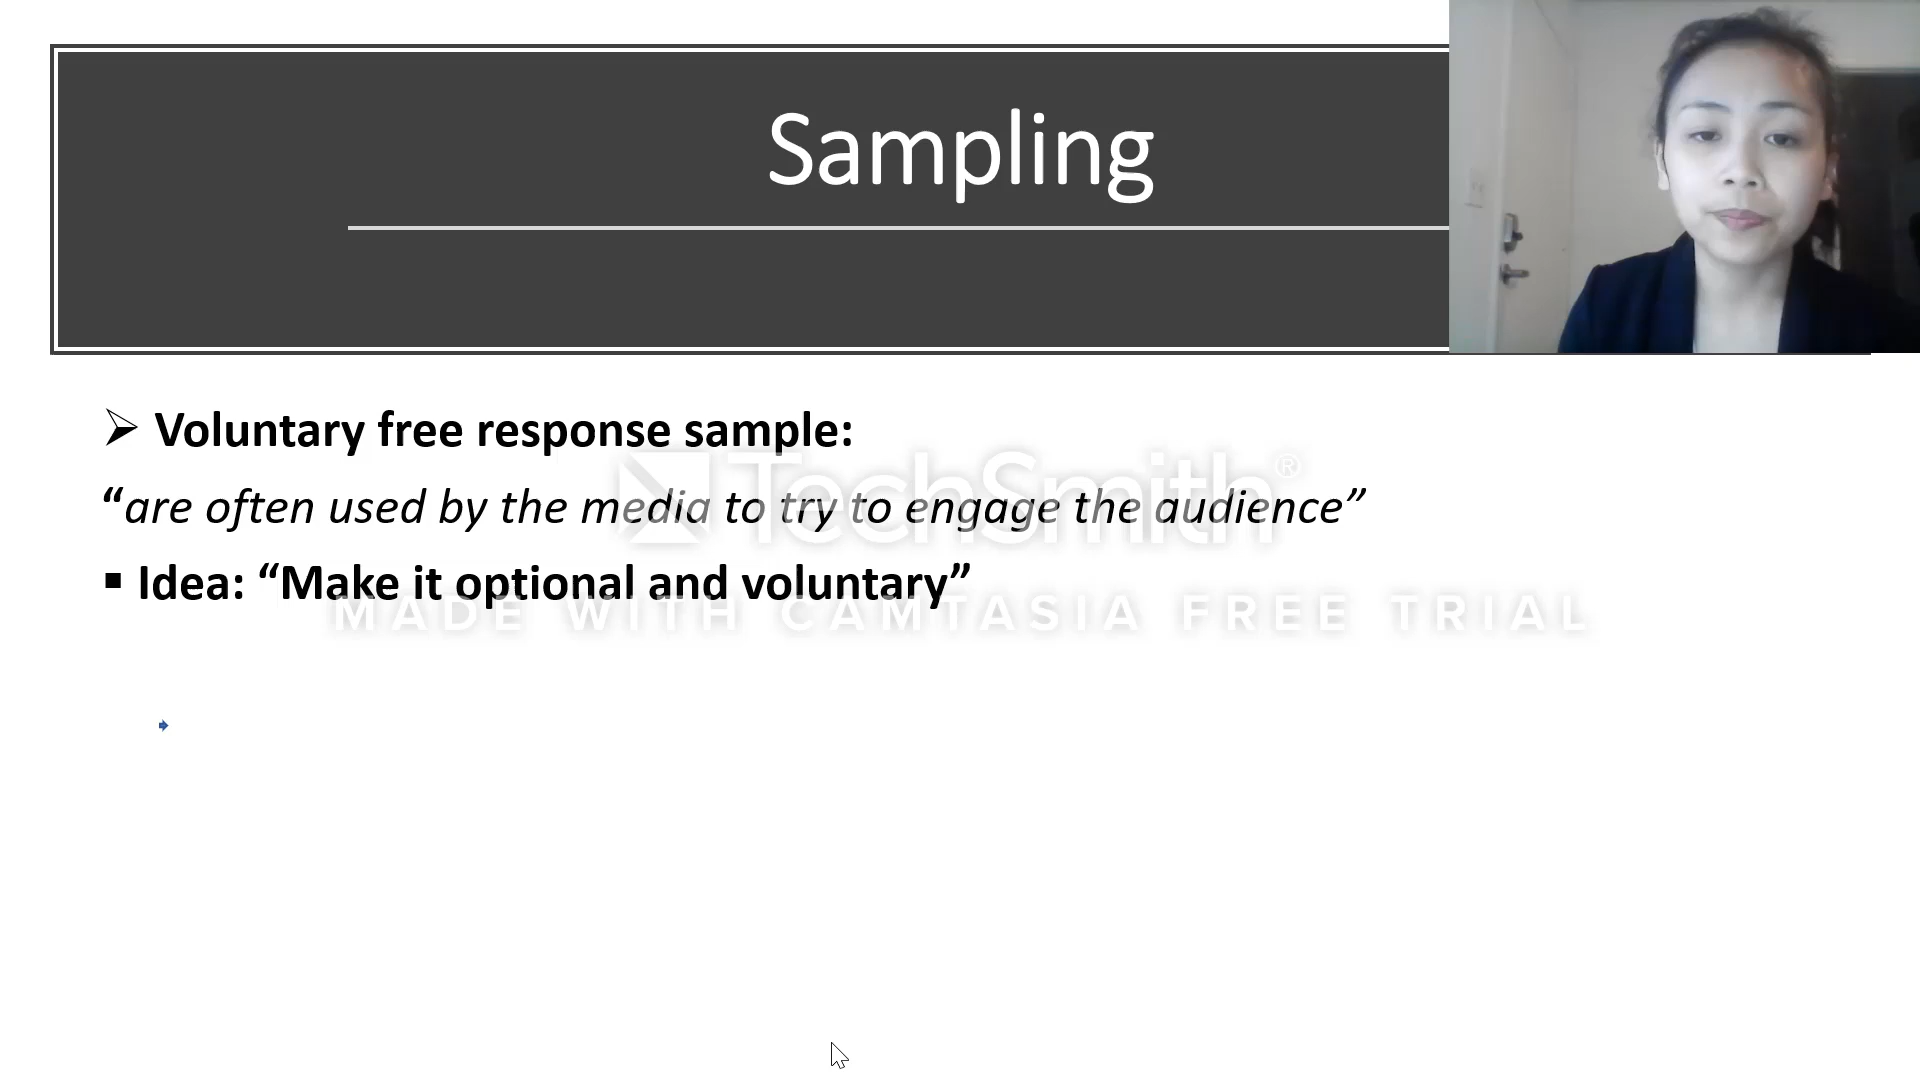 Sampling
Voluntary free response sample:
“are often used by the media to try to engage the audience”
TechSmith®
Idea: “Make it optional and voluntary”
MADE WITH CAMTASIA FREE TRIAL